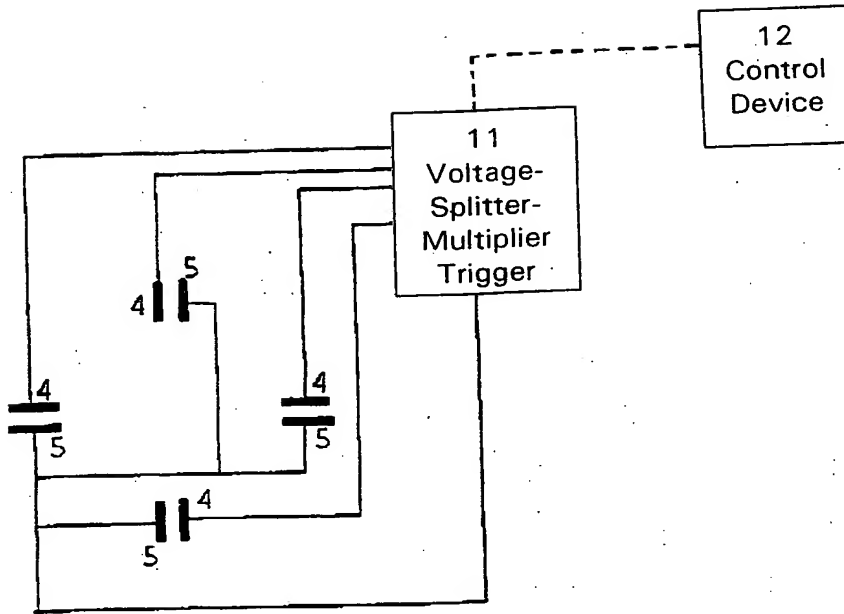 12
Control
Device
11
Voltage-
Splitter-
Multiplier
Trigger
5
4
4
5
4
5
4
5